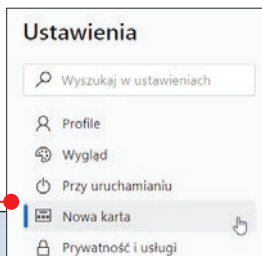 Ustawienia
Wyszukaj w ustawieniach
Profile
Wygląd
Przy uruchamianiu
Nowa karta
Prywatność i usługi